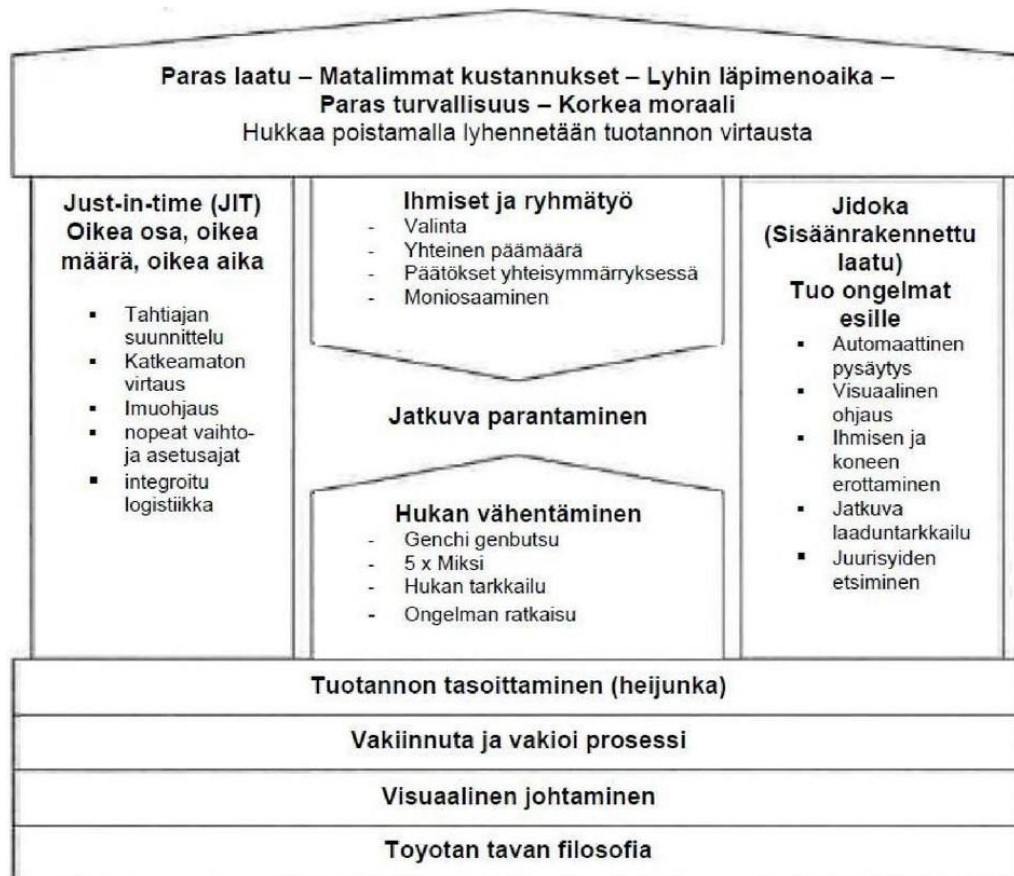 Paras laatu – Matalimmat kustannukset – Lyhin läpimenoaika –
Paras turvallisuus – Korkea moraali
Hukkaa poistamalla lyhennetään tuotannon virtausta
Just-in-time (JIT)
Oikea osa, oikea
määrä, oikea aika
▪ Tahtiajan
suunnittelu
▪ Katkeamaton
virtaus
▪ Imuohjaus
▪ nopeat vaihto-
ja asetusajat
▪ integroitu
logistiikka
Ihmiset ja ryhmätyö
- Valinta
- Yhteinen päämäärä
- Päätökset yhteisymmärryksessä
- Moniosaaminen
Jatkuva parantaminen
Hukan vähentäminen
- Genchi genbutsu
- 5 x Miksi
- Hukan tarkkailu
- Ongelman ratkaisu
Jidoka
(Sisäänrakennettu
laatu)
Tuo ongelmat
esille
▪ Automaattinen
pysäytys
▪ Visuaalinen
ohjaus
▪ Ihmisen ja
koneen
erottaminen
▪ Jatkuva
laaduntarkkailu
▪ Juurisyiden
etsiminen
Tuotannon tasoittaminen (heijunka)
Vakiinnuta ja vakioi prosessi
Visuaalinen johtaminen
Toyotan tavan filosofia